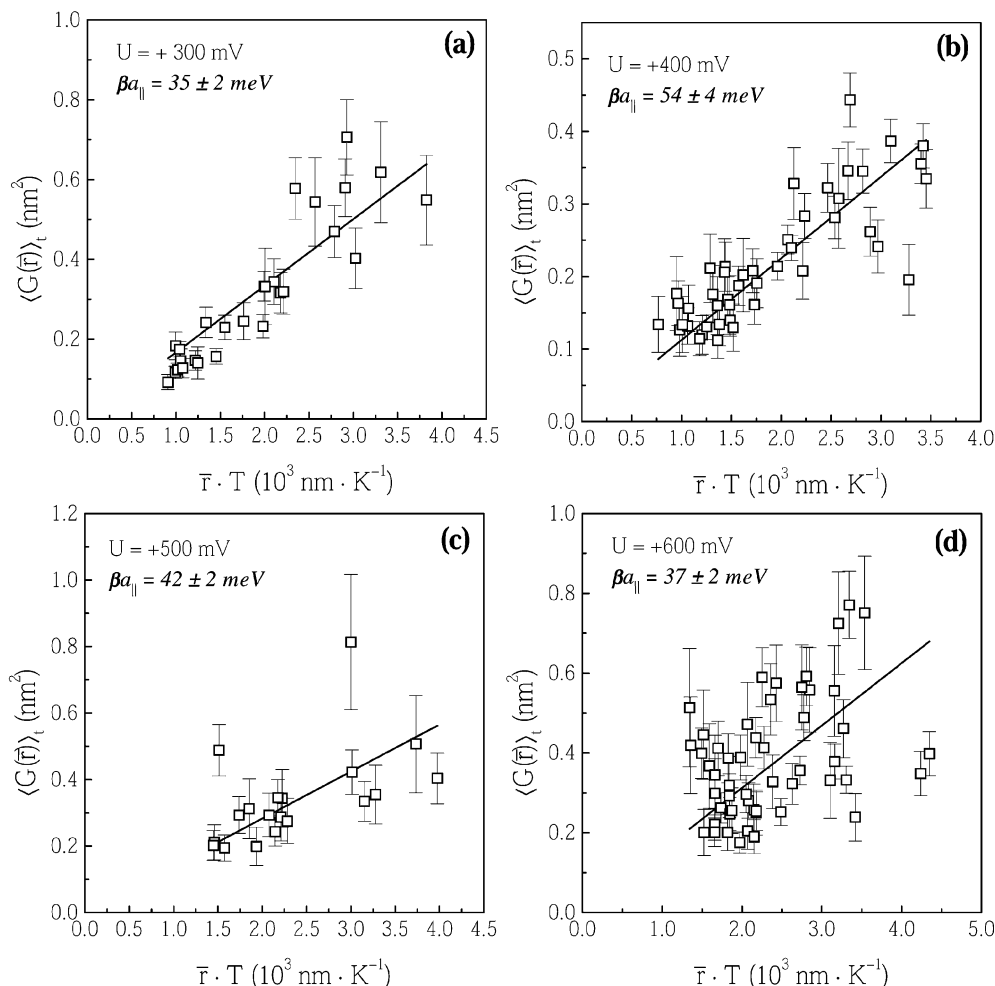 (a)
U = + 300 mV
βa∥ = 35 ± 2 meV
⟨G(r̄)⟩t (nm²)
1.0
0.8
0.6
0.4
0.2
0.0
0.0 0.5 1.0 1.5 2.0 2.5 3.0 3.5 4.0 4.5
r̄ · T (10³ nm · K⁻¹)
(b)
U = +400 mV
βa∥ = 54 ± 4 meV
⟨G(r̄)⟩t (nm²)
0.5
0.4
0.3
0.2
0.1
0.0
0.0 0.5 1.0 1.5 2.0 2.5 3.0 3.5 4.0
r̄ · T (10³ nm · K⁻¹)
(c)
U = +500 mV
βa∥ = 42 ± 2 meV
⟨G(r̄)⟩t (nm²)
1.2
1.0
0.8
0.6
0.4
0.2
0.0
0.0 0.5 1.0 1.5 2.0 2.5 3.0 3.5 4.0 4.5
r̄ · T (10³ nm · K⁻¹)
(d)
U = +600 mV
βa∥ = 37 ± 2 meV
⟨G(r̄)⟩t (nm²)
1.0
0.8
0.6
0.4
0.2
0.0
0.0 1.0 2.0 3.0 4.0 5.0
r̄ · T (10³ nm · K⁻¹)